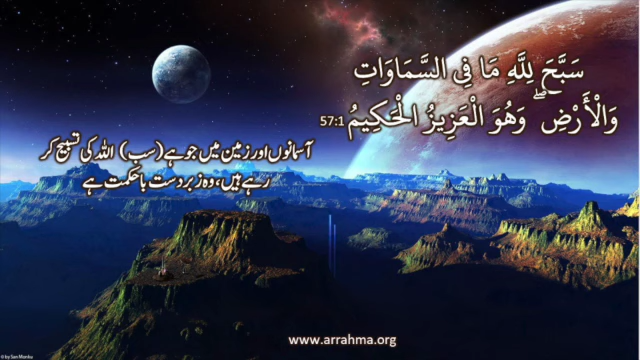 سَبَّحَ لِلَّهِ مَا فِي السَّمَاوَاتِ
وَالْأَرْضِ ۖ وَهُوَ الْعَزِيزُ الْحَكِيمُ 57:1
آسمانوں اور زمین میں جو ہے (سب) اللہ کی تسبیح کر
رہے ہیں، وہ زبردست باحکمت ہے
www.arrahma.org